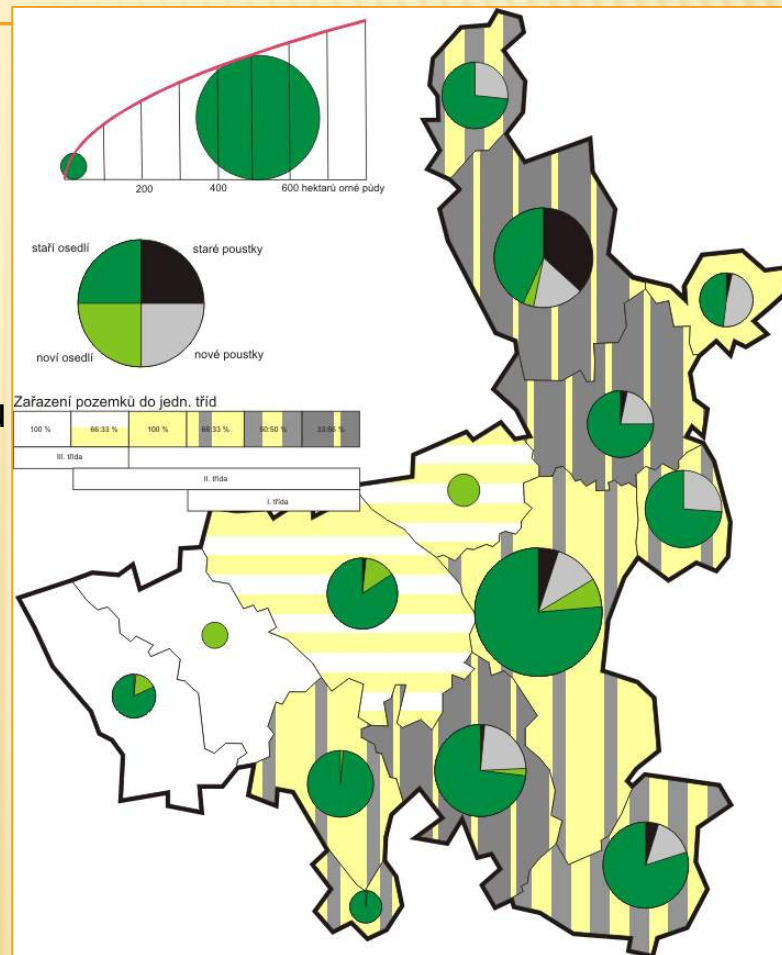 200 400 600 hektarů orné půdy
staří osedlí staré poustky
noví osedlí nové poustky
Zařazení pozemků do jedn. tříd
100 % 66:33 % 100 % 66:33 % 50:50 % 33:66 %
III. třída
II. třída
I. třída